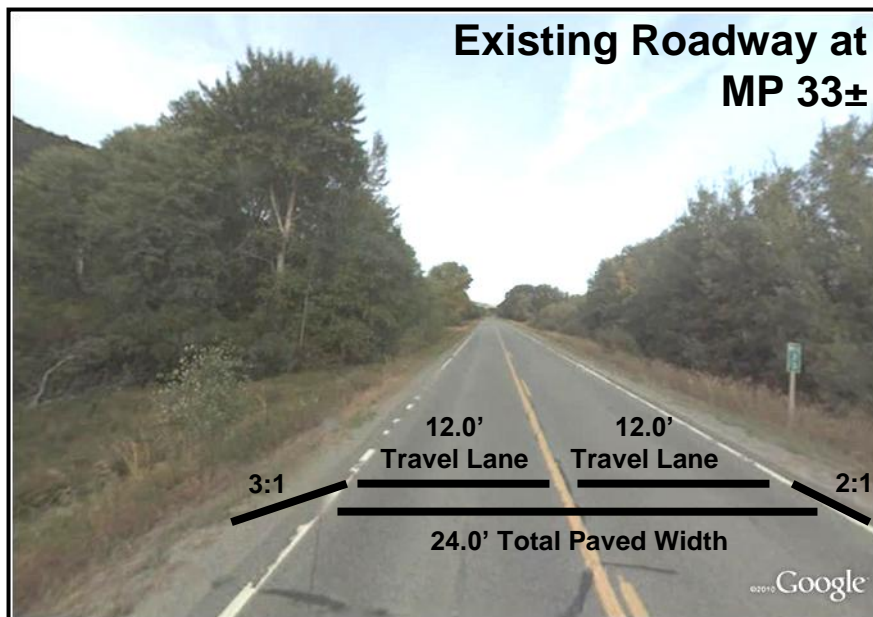 Existing Roadway at
MP 33±
12.0’
Travel Lane
12.0’
Travel Lane
3:1
2:1
24.0’ Total Paved Width
©2010 Google